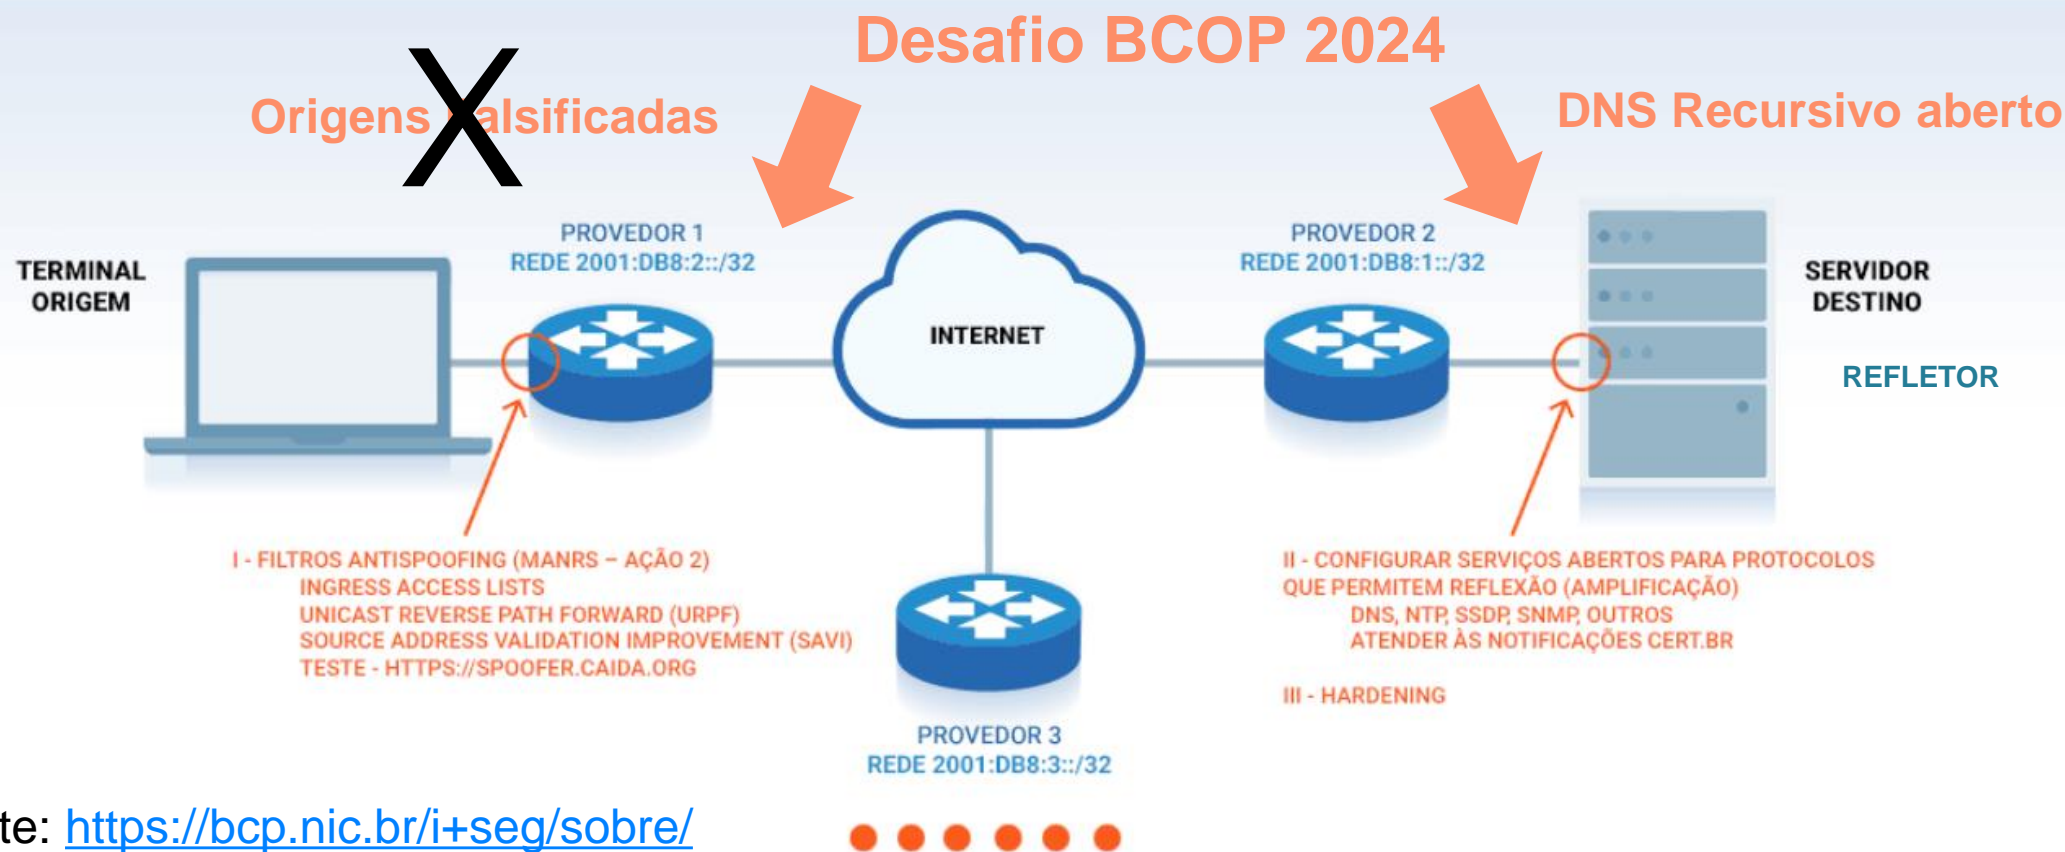 Desafio BCOP 2024
Origens alsificadas
X
DNS Recursivo aberto
PROVEDOR 1
REDE 2001:DB8:2::/32
PROVEDOR 2
REDE 2001:DB8:1::/32
TERMINAL
ORIGEM
INTERNET
SERVIDOR
DESTINO
REFLETOR
I - FILTROS ANTISPOOFING (MANRS – AÇÃO 2)
INGRESS ACCESS LISTS
UNICAST REVERSE PATH FORWARD (URPF)
SOURCE ADDRESS VALIDATION IMPROVEMENT (SAVI)
TESTE - HTTPS://SPOOFER.CAIDA.ORG
II - CONFIGURAR SERVIÇOS ABERTOS PARA PROTOCOLOS
QUE PERMITEM REFLEXÃO (AMPLIFICAÇÃO)
DNS, NTP, SSDP, SNMP, OUTROS
ATENDER ÀS NOTIFICAÇÕES CERT.BR
III - HARDENING
PROVEDOR 3
REDE 2001:DB8:3::/32
te: https://bcp.nic.br/i+seg/sobre/